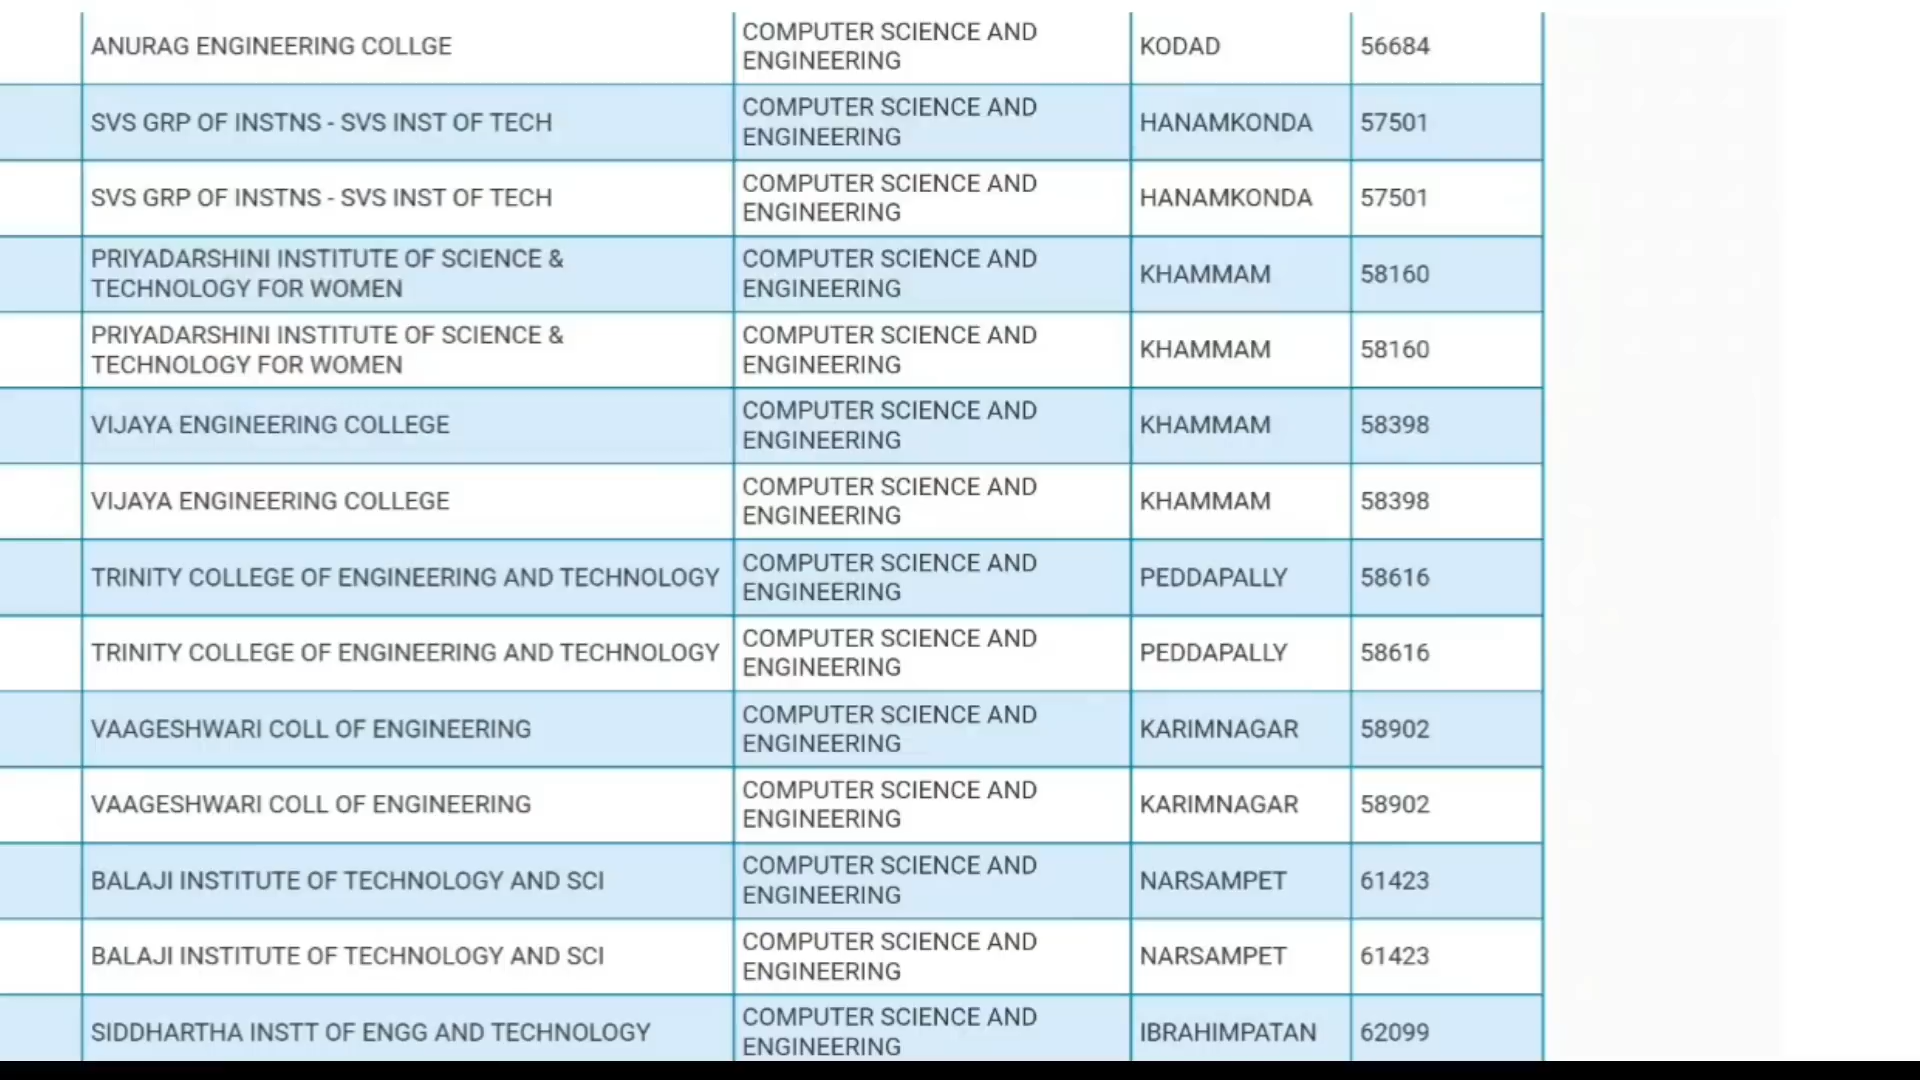 ANURAG ENGINEERING COLLGE
COMPUTER SCIENCE AND
ENGINEERING
KODAD
56684
SVS GRP OF INSTNS - SVS INST OF TECH
COMPUTER SCIENCE AND
ENGINEERING
HANAMKONDA
57501
SVS GRP OF INSTNS - SVS INST OF TECH
COMPUTER SCIENCE AND
ENGINEERING
HANAMKONDA
57501
PRIYADARSHINI INSTITUTE OF SCIENCE &
TECHNOLOGY FOR WOMEN
COMPUTER SCIENCE AND
ENGINEERING
KHAMMAM
58160
PRIYADARSHINI INSTITUTE OF SCIENCE &
TECHNOLOGY FOR WOMEN
COMPUTER SCIENCE AND
ENGINEERING
KHAMMAM
58160
VIJAYA ENGINEERING COLLEGE
COMPUTER SCIENCE AND
ENGINEERING
KHAMMAM
58398
VIJAYA ENGINEERING COLLEGE
COMPUTER SCIENCE AND
ENGINEERING
KHAMMAM
58398
TRINITY COLLEGE OF ENGINEERING AND TECHNOLOGY
COMPUTER SCIENCE AND
ENGINEERING
PEDDAPALLY
58616
TRINITY COLLEGE OF ENGINEERING AND TECHNOLOGY
COMPUTER SCIENCE AND
ENGINEERING
PEDDAPALLY
58616
VAAGESHWARI COLL OF ENGINEERING
COMPUTER SCIENCE AND
ENGINEERING
KARIMNAGAR
58902
VAAGESHWARI COLL OF ENGINEERING
COMPUTER SCIENCE AND
ENGINEERING
KARIMNAGAR
58902
BALAJI INSTITUTE OF TECHNOLOGY AND SCI
COMPUTER SCIENCE AND
ENGINEERING
NARSAMPET
61423
BALAJI INSTITUTE OF TECHNOLOGY AND SCI
COMPUTER SCIENCE AND
ENGINEERING
NARSAMPET
61423
SIDDHARTHA INSTT OF ENGG AND TECHNOLOGY
COMPUTER SCIENCE AND
ENGINEERING
IBRAHIMPATAN
62099